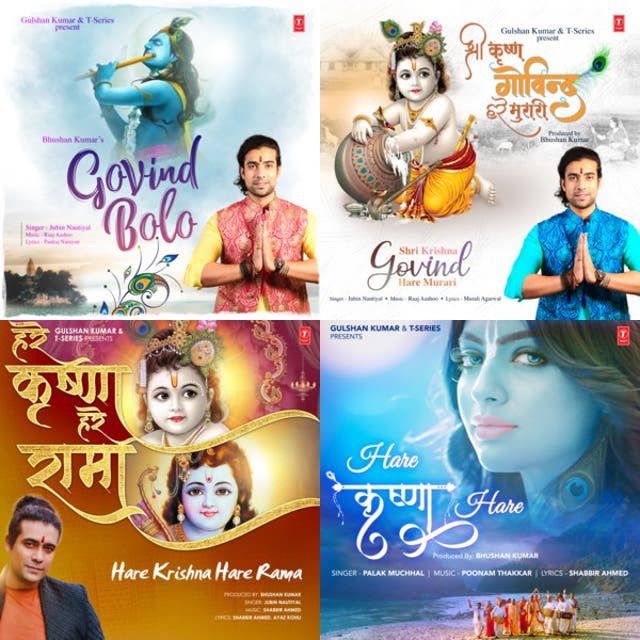 Gulshan Kumar & T-Series
present
T
Bhushan Kumar's
Govind
Bolo
Singer - Jubin Nautiyal
Music - Raaj Aashoo
Lyrics - Pankaj Narayan
Gulshan Kumar & T-Series
present
T
श्री कृष्ण
गोविन्द
हरे मुरारी
Produced by
Bhushan Kumar
Shri Krishna
Govind
Hare Murari
Singer - Jubin Nautiyal • Music - Raaj Aashoo • Lyrics - Murali Agarwal
GULSHAN KUMAR &
T-SERIES PRESENTS
T
हरे
कृष्णा
हरे
रामा
Hare Krishna Hare Rama
PRODUCED BY: BHUSHAN KUMAR
SINGER: JUBIN NAUTIYAL
MUSIC: SHABBIR AHMED
LYRICS: SHABBIR AHMED, AYAZ KOHLI
GULSHAN KUMAR & T-SERIES
PRESENTS
T
Hare
कृष्णा
Hare
Produced By: BHUSHAN KUMAR
SINGER - PALAK MUCHHAL | MUSIC - POONAM THAKKAR | LYRICS - SHABBIR AHMED